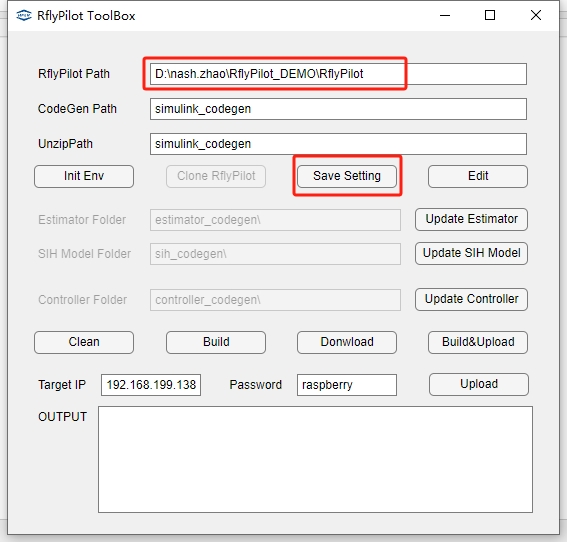 RflyPilot ToolBox
RflyPilot Path D:\nash.zhao\RflyPilot_DEMO\RflyPilot
CodeGen Path simulink_codegen
UnzipPath simulink_codegen
Init Env Clone RflyPilot Save Setting Edit
Estimator Folder estimator_codegen\ Update Estimator
SIH Model Folder sih_codegen\ Update SIH Model
Controller Folder controller_codegen\ Update Controller
Clean Build Donwload Build&Upload
Target IP 192.168.199.138 Password raspberry Upload
OUTPUT